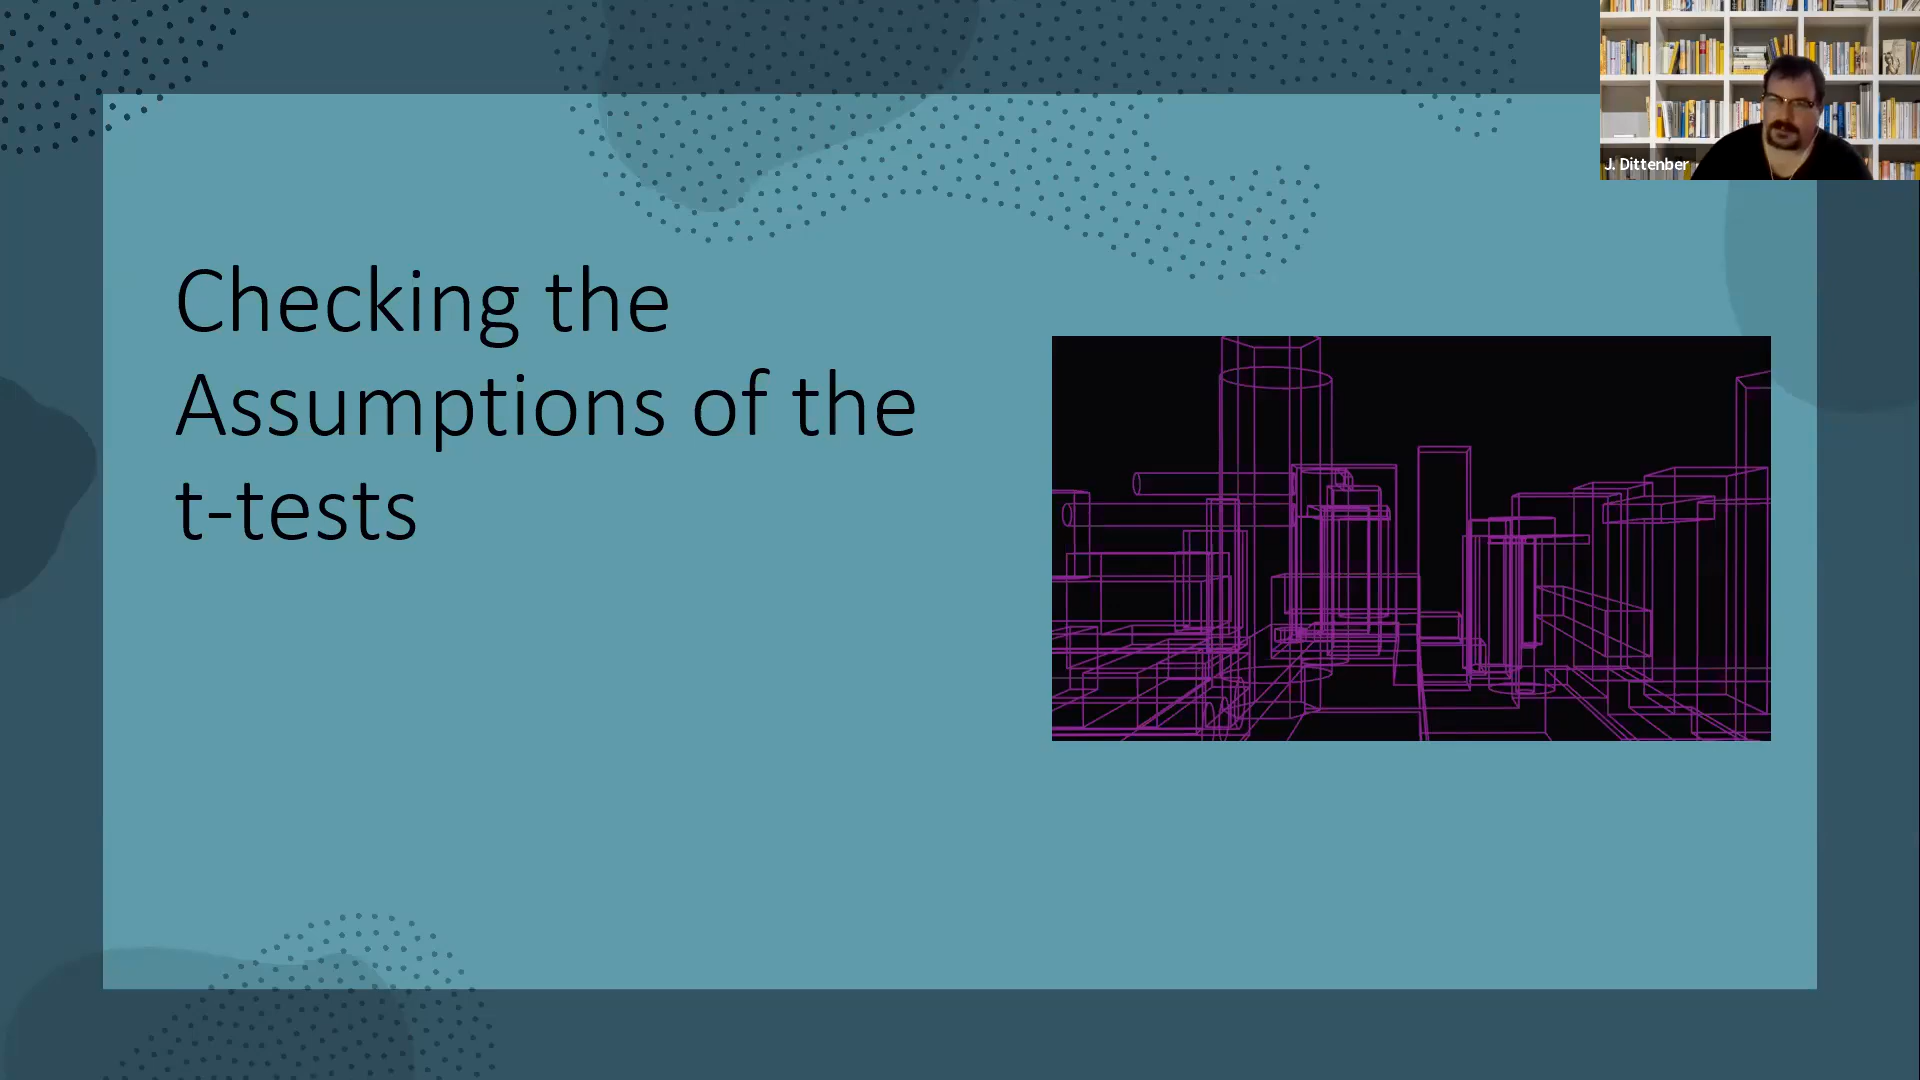 Checking the
Assumptions of the
t-tests
J. Dittenber